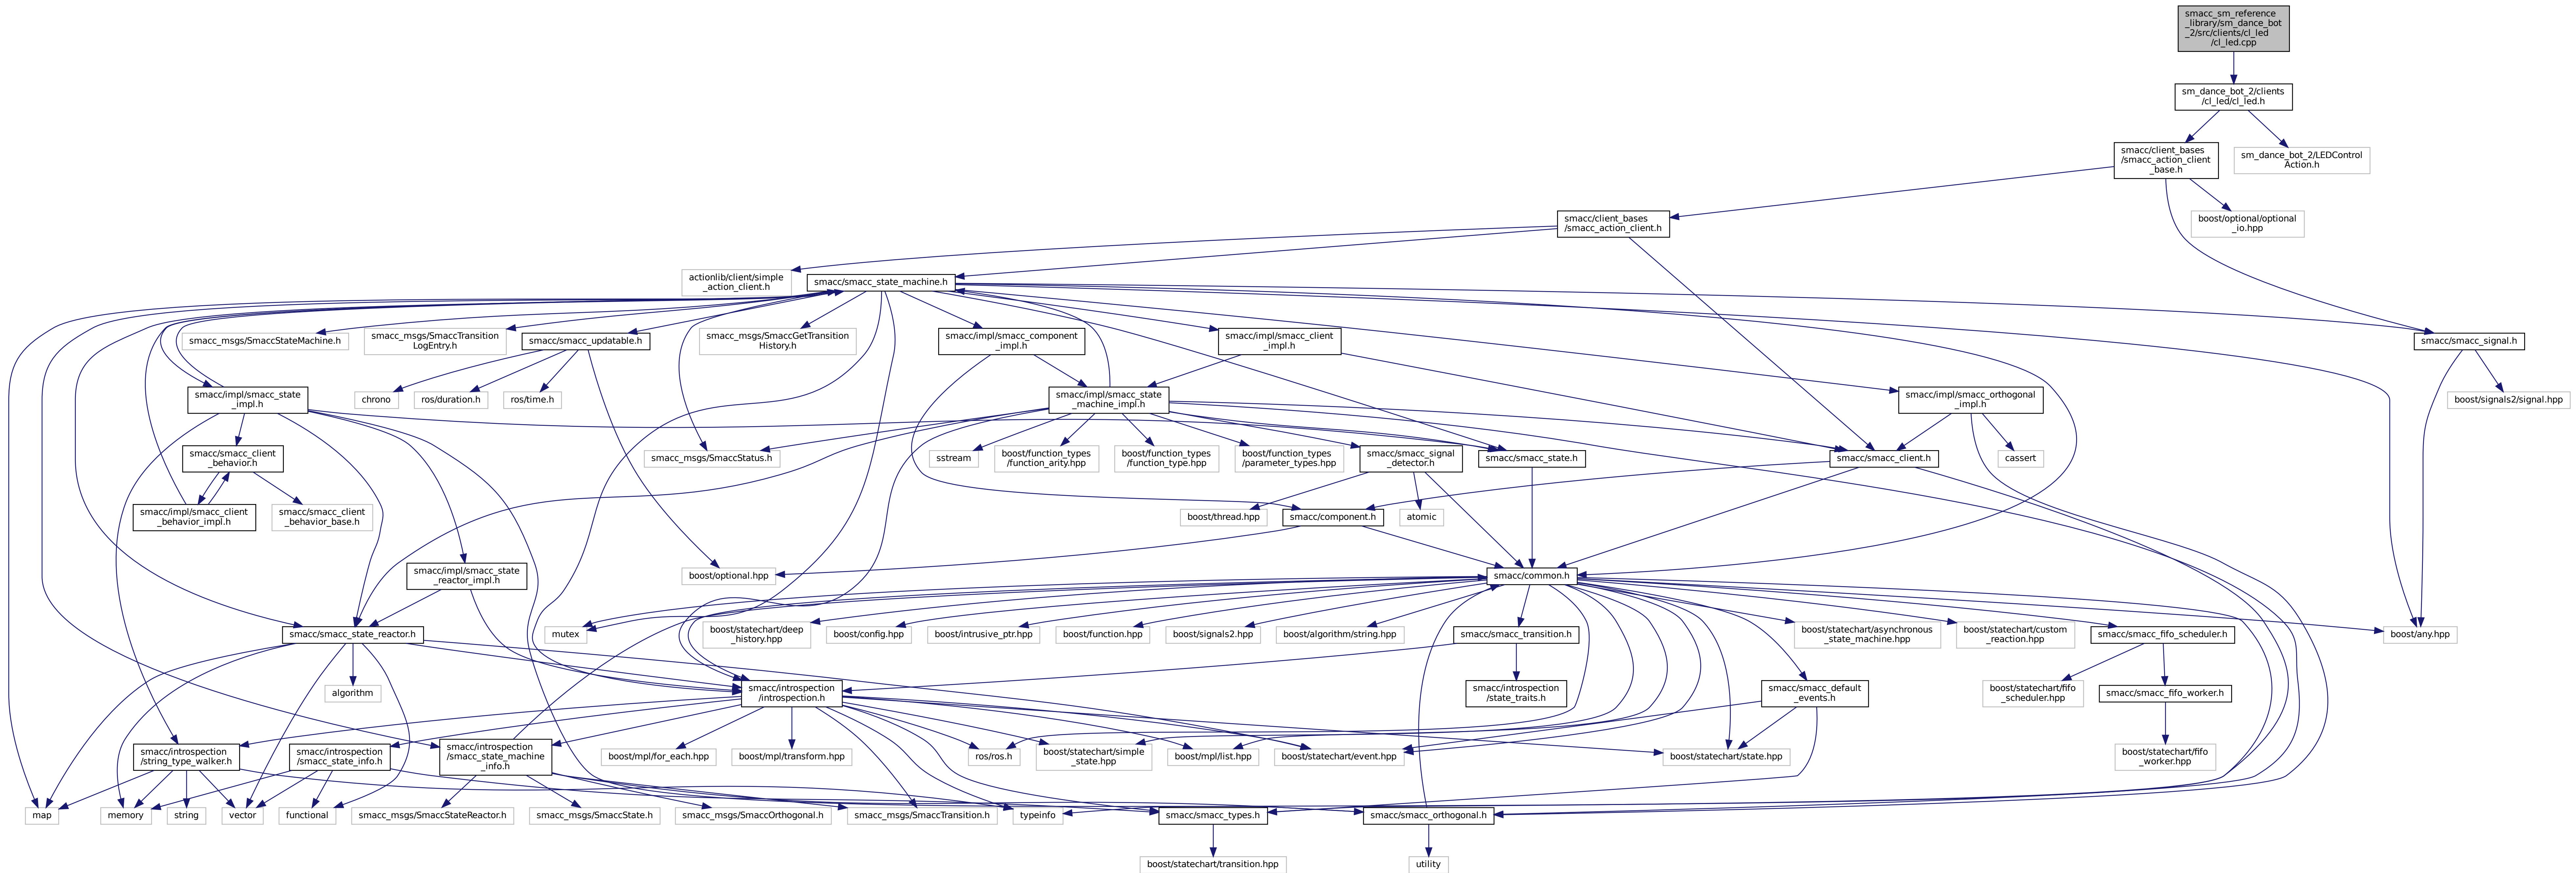 smacc_sm_reference
_library/sm_dance_bot
_2/src/clients/cl_led
/cl_led.cpp
sm_dance_bot_2/clients
/cl_led/cl_led.h
smacc/client_bases
/smacc_action_client
_base.h
sm_dance_bot_2/LEDControl
Action.h
smacc/client_bases
/smacc_action_client.h
boost/optional/optional
_io.hpp
actionlib/client/simple
_action_client.h
smacc/smacc_state_machine.h
smacc_msgs/SmaccStateMachine.h
smacc_msgs/SmaccTransition
LogEntry.h
smacc/smacc_updatable.h
smacc_msgs/SmaccGetTransition
History.h
smacc/impl/smacc_component
_impl.h
smacc/impl/smacc_client
_impl.h
smacc/smacc_signal.h
smacc/impl/smacc_state
_impl.h
chrono
ros/duration.h
ros/time.h
smacc/impl/smacc_state
_machine_impl.h
smacc/impl/smacc_orthogonal
_impl.h
boost/signals2/signal.hpp
smacc/smacc_client
_behavior.h
smacc_msgs/SmaccStatus.h
sstream
boost/function_types
/function_arity.hpp
boost/function_types
/function_type.hpp
boost/function_types
/parameter_types.hpp
smacc/smacc_signal
_detector.h
smacc/smacc_state.h
smacc/smacc_client.h
cassert
smacc/impl/smacc_client
_behavior_impl.h
smacc/smacc_client
_behavior_base.h
boost/thread.hpp
smacc/component.h
atomic
smacc/impl/smacc_state
_reactor_impl.h
boost/optional.hpp
smacc/common.h
smacc/smacc_state_reactor.h
mutex
boost/statechart/deep
_history.hpp
boost/config.hpp
boost/intrusive_ptr.hpp
boost/function.hpp
boost/signals2.hpp
boost/algorithm/string.hpp
smacc/smacc_transition.h
boost/statechart/asynchronous
_state_machine.hpp
boost/statechart/custom
_reaction.hpp
smacc/smacc_fifo_scheduler.h
boost/any.hpp
algorithm
smacc/introspection
/introspection.h
smacc/introspection
/state_traits.h
smacc/smacc_default
_events.h
boost/statechart/fifo
_scheduler.hpp
smacc/smacc_fifo_worker.h
smacc/introspection
/string_type_walker.h
smacc/introspection
/smacc_state_info.h
smacc/introspection
/smacc_state_machine
_info.h
boost/mpl/for_each.hpp
boost/mpl/transform.hpp
ros/ros.h
boost/statechart/simple
_state.hpp
boost/mpl/list.hpp
boost/statechart/event.hpp
boost/statechart/state.hpp
boost/statechart/fifo
_worker.hpp
map
memory
string
vector
functional
smacc_msgs/SmaccStateReactor.h
smacc_msgs/SmaccState.h
smacc_msgs/SmaccOrthogonal.h
smacc_msgs/SmaccTransition.h
typeinfo
smacc/smacc_types.h
smacc/smacc_orthogonal.h
boost/statechart/transition.hpp
utility